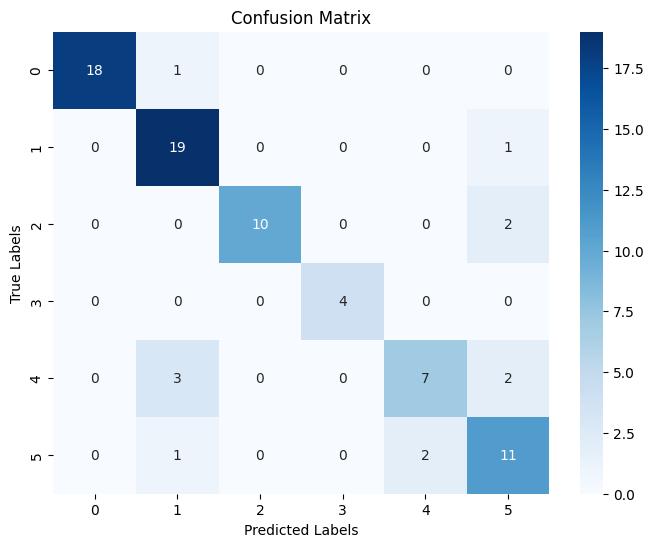 Confusion Matrix
True Labels
0 18 1 0 0 0 0
1 0 19 0 0 0 1
2 0 0 10 0 0 2
3 0 0 0 4 0 0
4 0 3 0 0 7 2
5 0 1 0 0 2 11
0 1 2 3 4 5
Predicted Labels
17.5
15.0
12.5
10.0
7.5
5.0
2.5
0.0